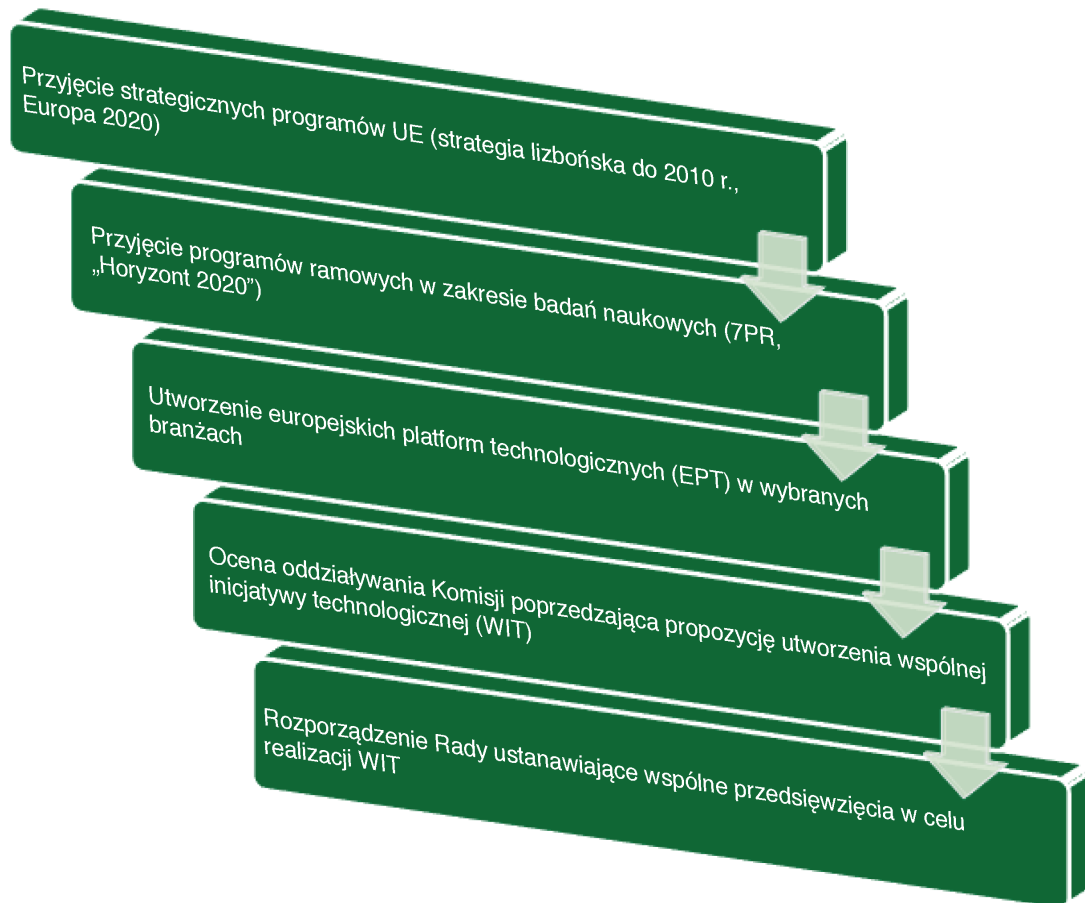 Przyjęcie strategicznych programów UE (strategia lizbońska do 2010 r.,
Europa 2020)
Przyjęcie programów ramowych w zakresie badań naukowych (7PR,
„Horyzont 2020”)
Utworzenie europejskich platform technologicznych (EPT) w wybranych
branżach
Ocena oddziaływania Komisji poprzedzająca propozycję utworzenia wspólnej
inicjatywy technologicznej (WIT)
Rozporządzenie Rady ustanawiające wspólne przedsięwzięcia w celu
realizacji WIT